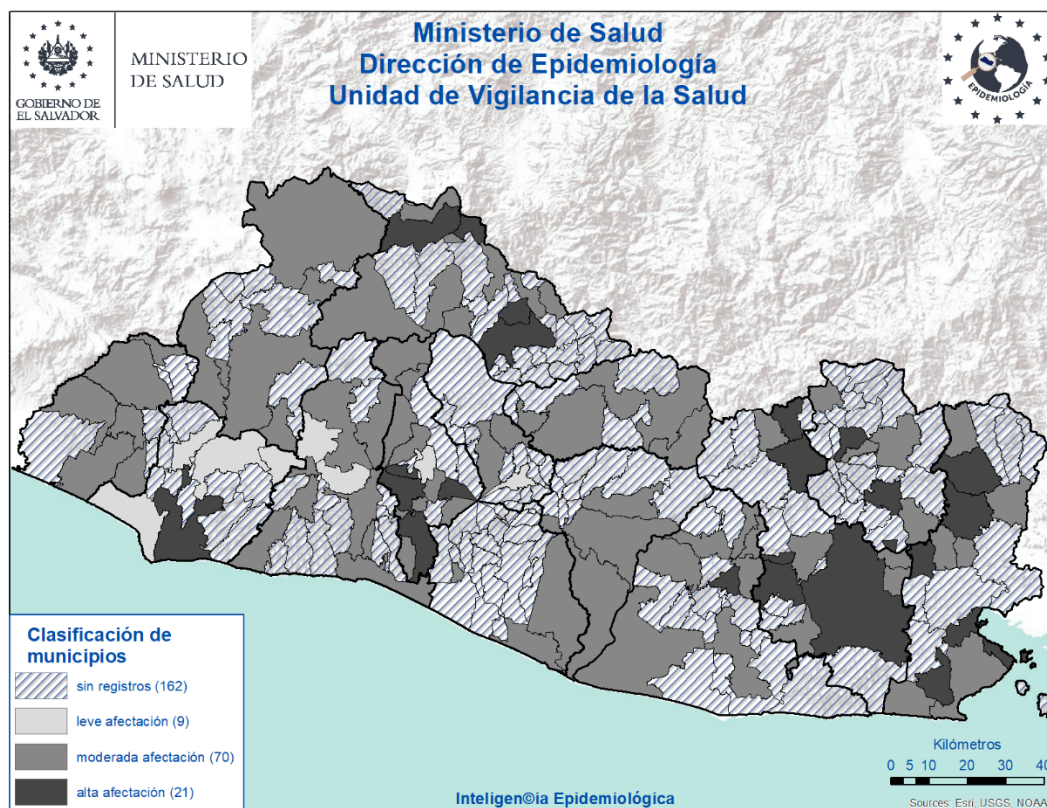 GOBIERNO DE
EL SALVADOR
MINISTERIO
DE SALUD
Ministerio de Salud
Dirección de Epidemiología
Unidad de Vigilancia de la Salud
EPIDEMIOLOGÍA
Clasificación de
municipios
sin registros (162)
leve afectación (9)
moderada afectación (70)
alta afectación (21)
Inteligen©ia Epidemiológica
Kilómetros
0 5 10 20 30 40
Sources: Esri, USGS, NOAA